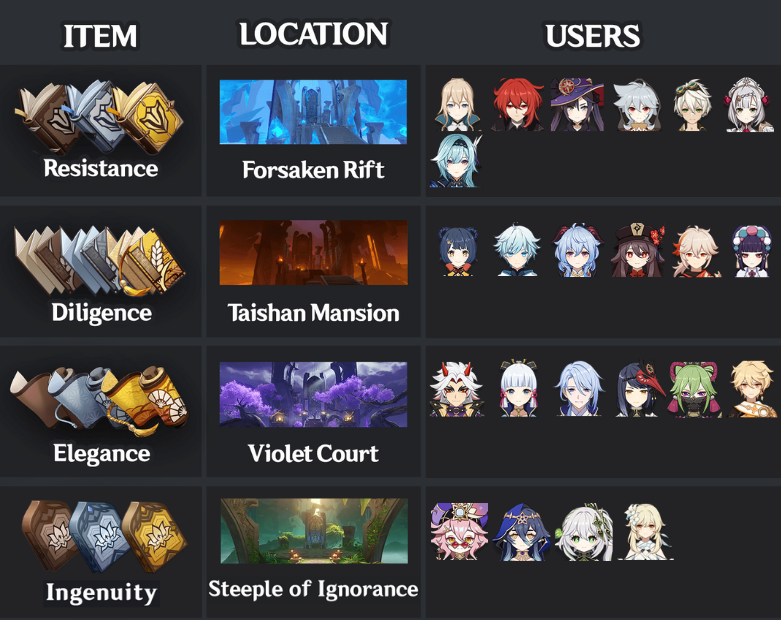 ITEM LOCATION USERS
Resistance
Forsaken Rift
Diligence
Taishan Mansion
Elegance
Violet Court
Ingenuity
Steeple of Ignorance